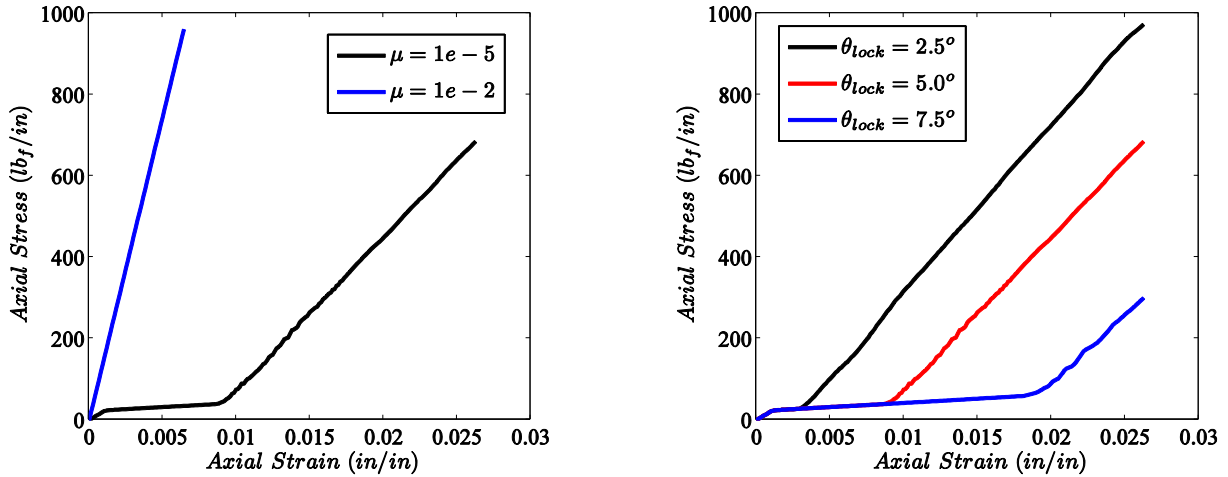 1000
800
600
400
200
0
Axial Stress (lb_f/in)
μ = 1e − 5
μ = 1e − 2
0 0.005 0.01 0.015 0.02 0.025 0.03
Axial Strain (in/in)
1000
800
600
400
200
0
Axial Stress (lb_f/in)
θ_lock = 2.5^o
θ_lock = 5.0^o
θ_lock = 7.5^o
0 0.005 0.01 0.015 0.02 0.025 0.03
Axial Strain (in/in)